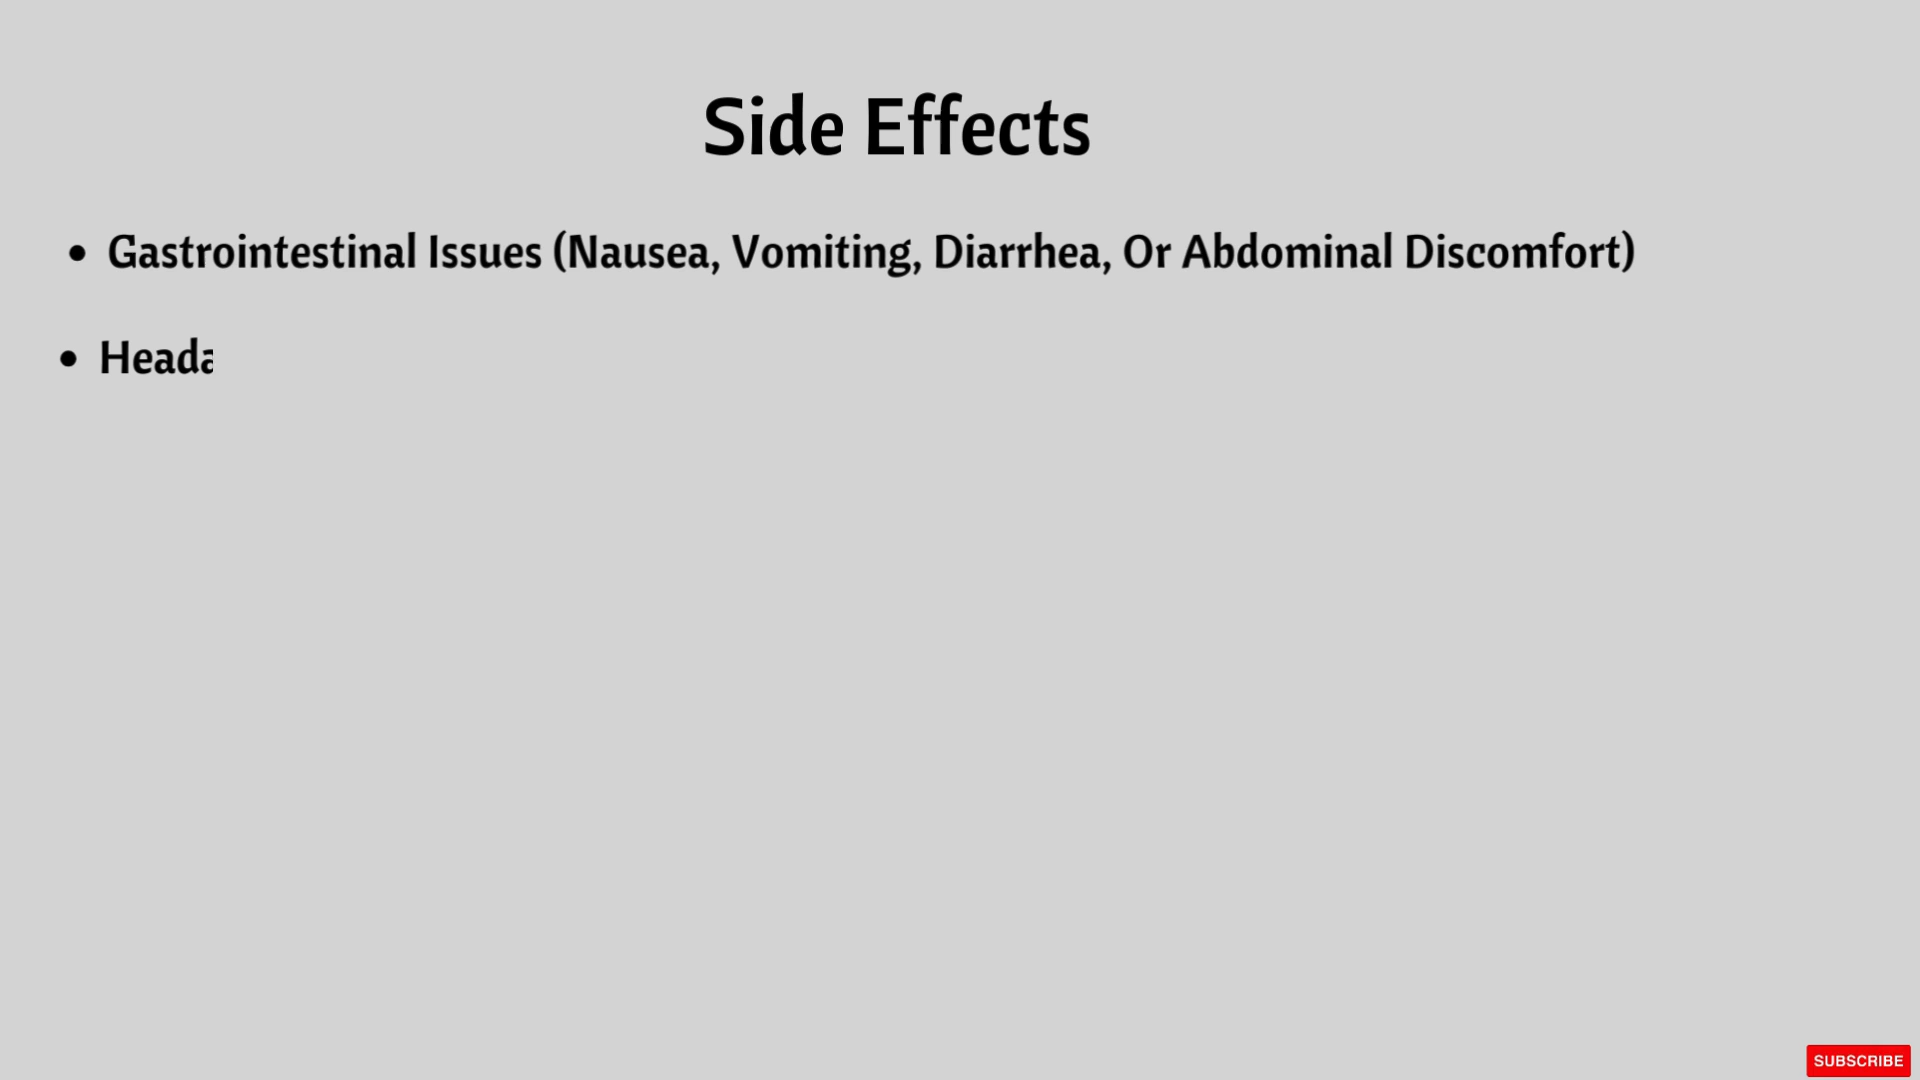 Side Effects
• Gastrointestinal Issues (Nausea, Vomiting, Diarrhea, Or Abdominal Discomfort)
• Heada
SUBSCRIBE